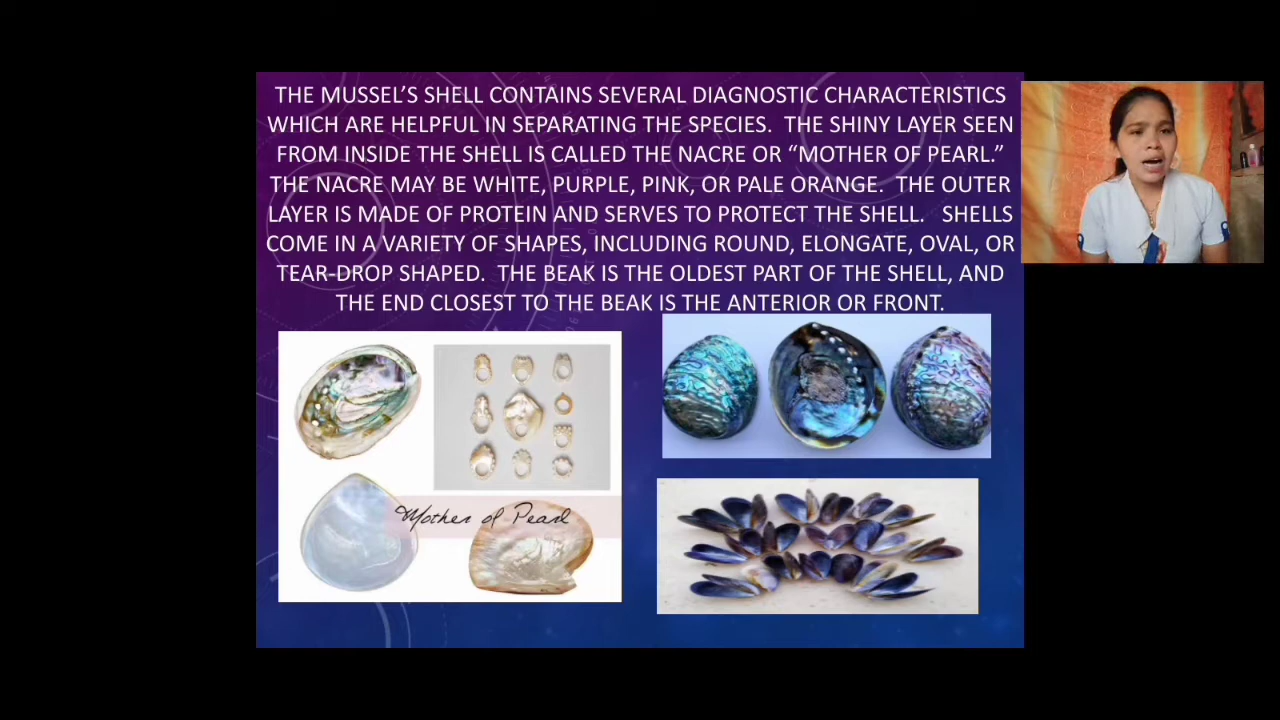 THE MUSSEL’S SHELL CONTAINS SEVERAL DIAGNOSTIC CHARACTERISTICS
WHICH ARE HELPFUL IN SEPARATING THE SPECIES.  THE SHINY LAYER SEEN
FROM INSIDE THE SHELL IS CALLED THE NACRE OR “MOTHER OF PEARL.”
THE NACRE MAY BE WHITE, PURPLE, PINK, OR PALE ORANGE.  THE OUTER
LAYER IS MADE OF PROTEIN AND SERVES TO PROTECT THE SHELL.   SHELLS
COME IN A VARIETY OF SHAPES, INCLUDING ROUND, ELONGATE, OVAL, OR
TEAR-DROP SHAPED.  THE BEAK IS THE OLDEST PART OF THE SHELL, AND
THE END CLOSEST TO THE BEAK IS THE ANTERIOR OR FRONT.
Mother of Pearl